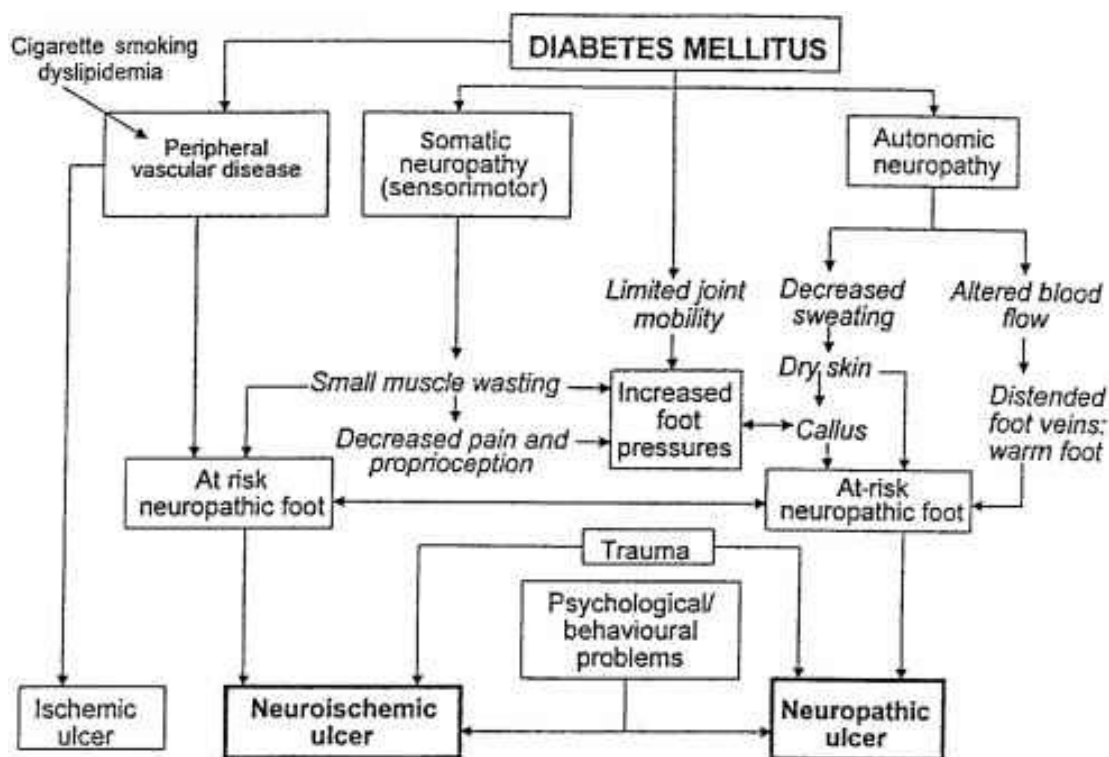 DIABETES MELLITUS
Cigarette smoking
dyslipidemia
Peripheral
vascular disease
Somatic
neuropathy
(sensorimotor)
Autonomic
neuropathy
Limited joint
mobility
Decreased
sweating
Altered blood
flow
Small muscle wasting
Increased
foot
pressures
Dry skin
Callus
Distended
foot veins:
warm foot
Decreased pain and
proprioception
At risk
neuropathic foot
At-risk
neuropathic foot
Trauma
Psychological/
behavioural
problems
Ischemic
ulcer
Neuroischemic
ulcer
Neuropathic
ulcer